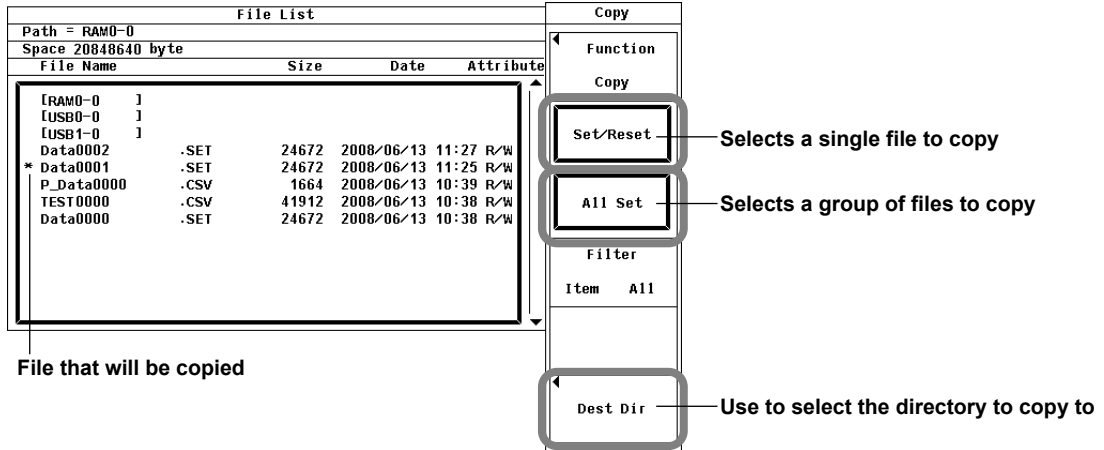 File List
Path = RAM0-0
Space 20848640 byte
File Name Size Date Attribute
[RAM0-0 ]
[USB0-0 ]
[USB1-0 ]
Data0002 .SET 24672 2008/06/13 11:27 R/W
* Data0001 .SET 24672 2008/06/13 11:25 R/W
P_Data0000 .CSV 1664 2008/06/13 10:39 R/W
TEST0000 .CSV 41912 2008/06/13 10:38 R/W
Data0000 .SET 24672 2008/06/13 10:38 R/W
File that will be copied
Copy
Function
Copy
Set/Reset
Selects a single file to copy
All Set
Selects a group of files to copy
Filter
Item All
Dest Dir
Use to select the directory to copy to